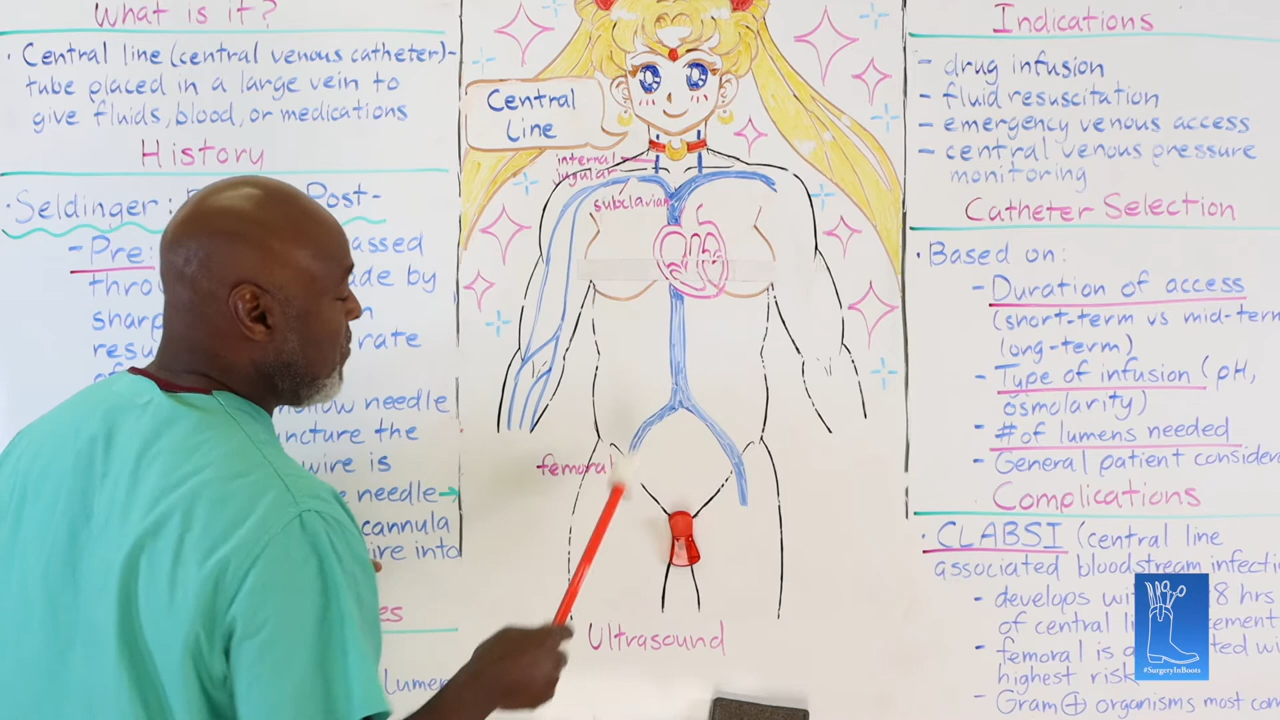 What is it?
· Central line (central venous catheter)-
tube placed in a large vein to
give fluids, blood, or medications
History
· Seldinger: Post-
- Pre: assed
thro ade by
sharp
resu rate
hollow needle
the
wire is
needle→
cannula
ire into
Central
Line
internal
jugular
subclavian
femoral
Ultrasound
Indications
- drug infusion
- fluid resuscitation
- emergency venous access
- central venous pressure
monitoring
Catheter Selection
· Based on:
- Duration of access
(short-term vs mid-term
long-term)
- Type of infusion (pH,
osmolarity)
- # of lumens needed
- General patient consider
Complications
· CLABSI (central line
associated bloodstream infecti
- develops wi 8 hrs
of central li cement
- femoral is a ted wi
highest risk
- Gram ⊕ organisms most com
#SurgeryInBoots